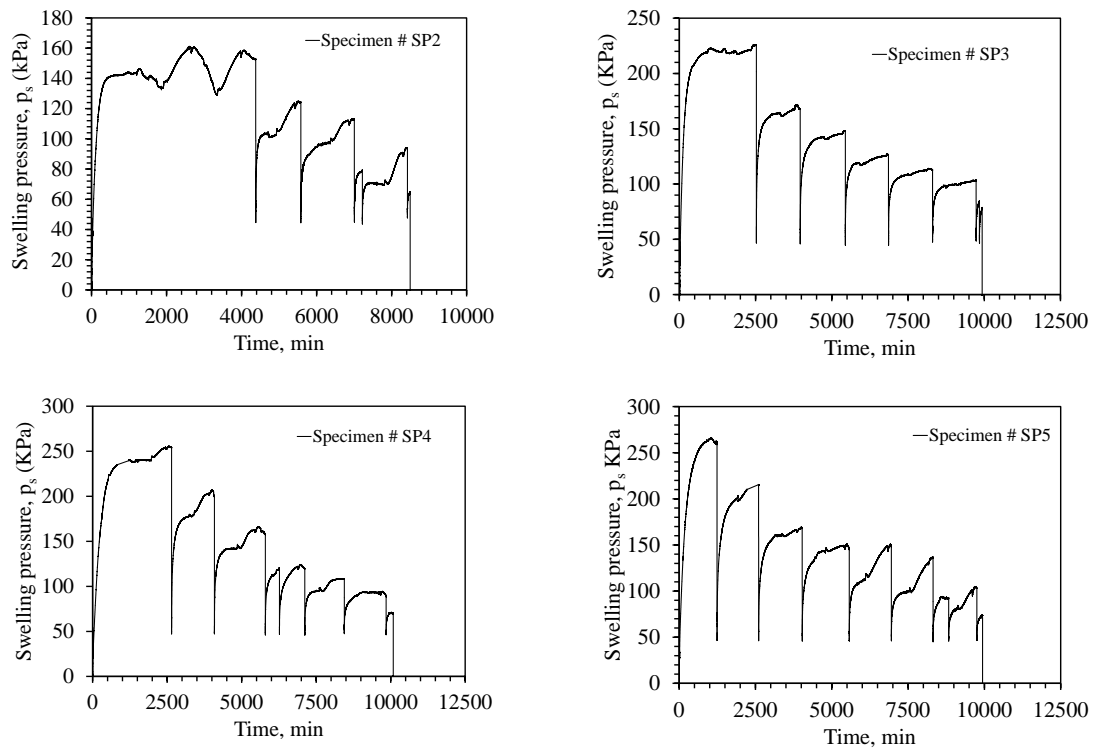 180
160
140
120
100
80
60
40
20
0
Swelling pressure, pₛ (kPa)
Specimen # SP2
0 2000 4000 6000 8000 10000
Time, min
250
200
150
100
50
0
Swelling pressure, pₛ (KPa)
Specimen # SP3
0 2500 5000 7500 10000 12500
Time, min
300
250
200
150
100
50
0
Swelling pressure, pₛ (KPa)
Specimen # SP4
0 2500 5000 7500 10000 12500
Time, min
300
250
200
150
100
50
0
Swelling pressure, pₛ KPa
Specimen # SP5
0 2500 5000 7500 10000 12500
Time, min